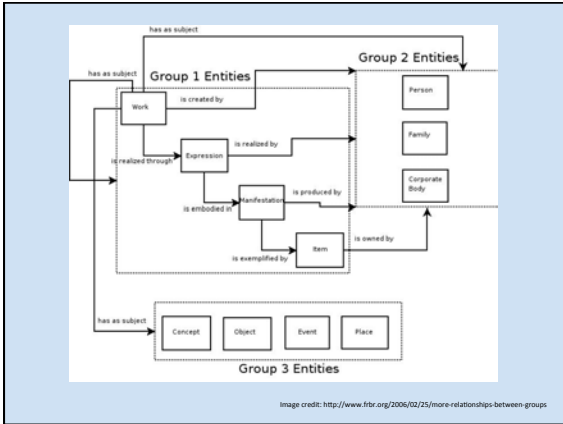 has as subject
Group 2 Entities
has as subject
Group 1 Entities
Person
Work
is created by
Family
is realized by
is realized through
Expression
Corporate
Body
is produced by
Manifestation
is embodied in
is owned by
Item
is exemplified by
has as subject
Concept
Object
Event
Place
Group 3 Entities
Image credit: http://www.frbr.org/2006/02/25/more-relationships-between-groups